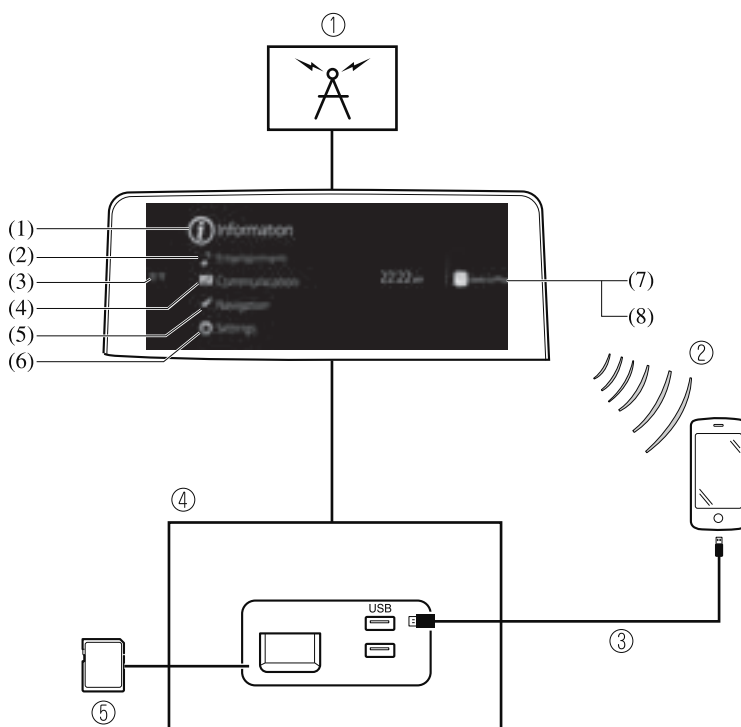 ①
(1)
(2)
(3)
(4)
(5)
(6)
Information
Entertainment
Communication
Navigation
Settings
22:22
(7)
(8)
②
④
USB
③
⑤